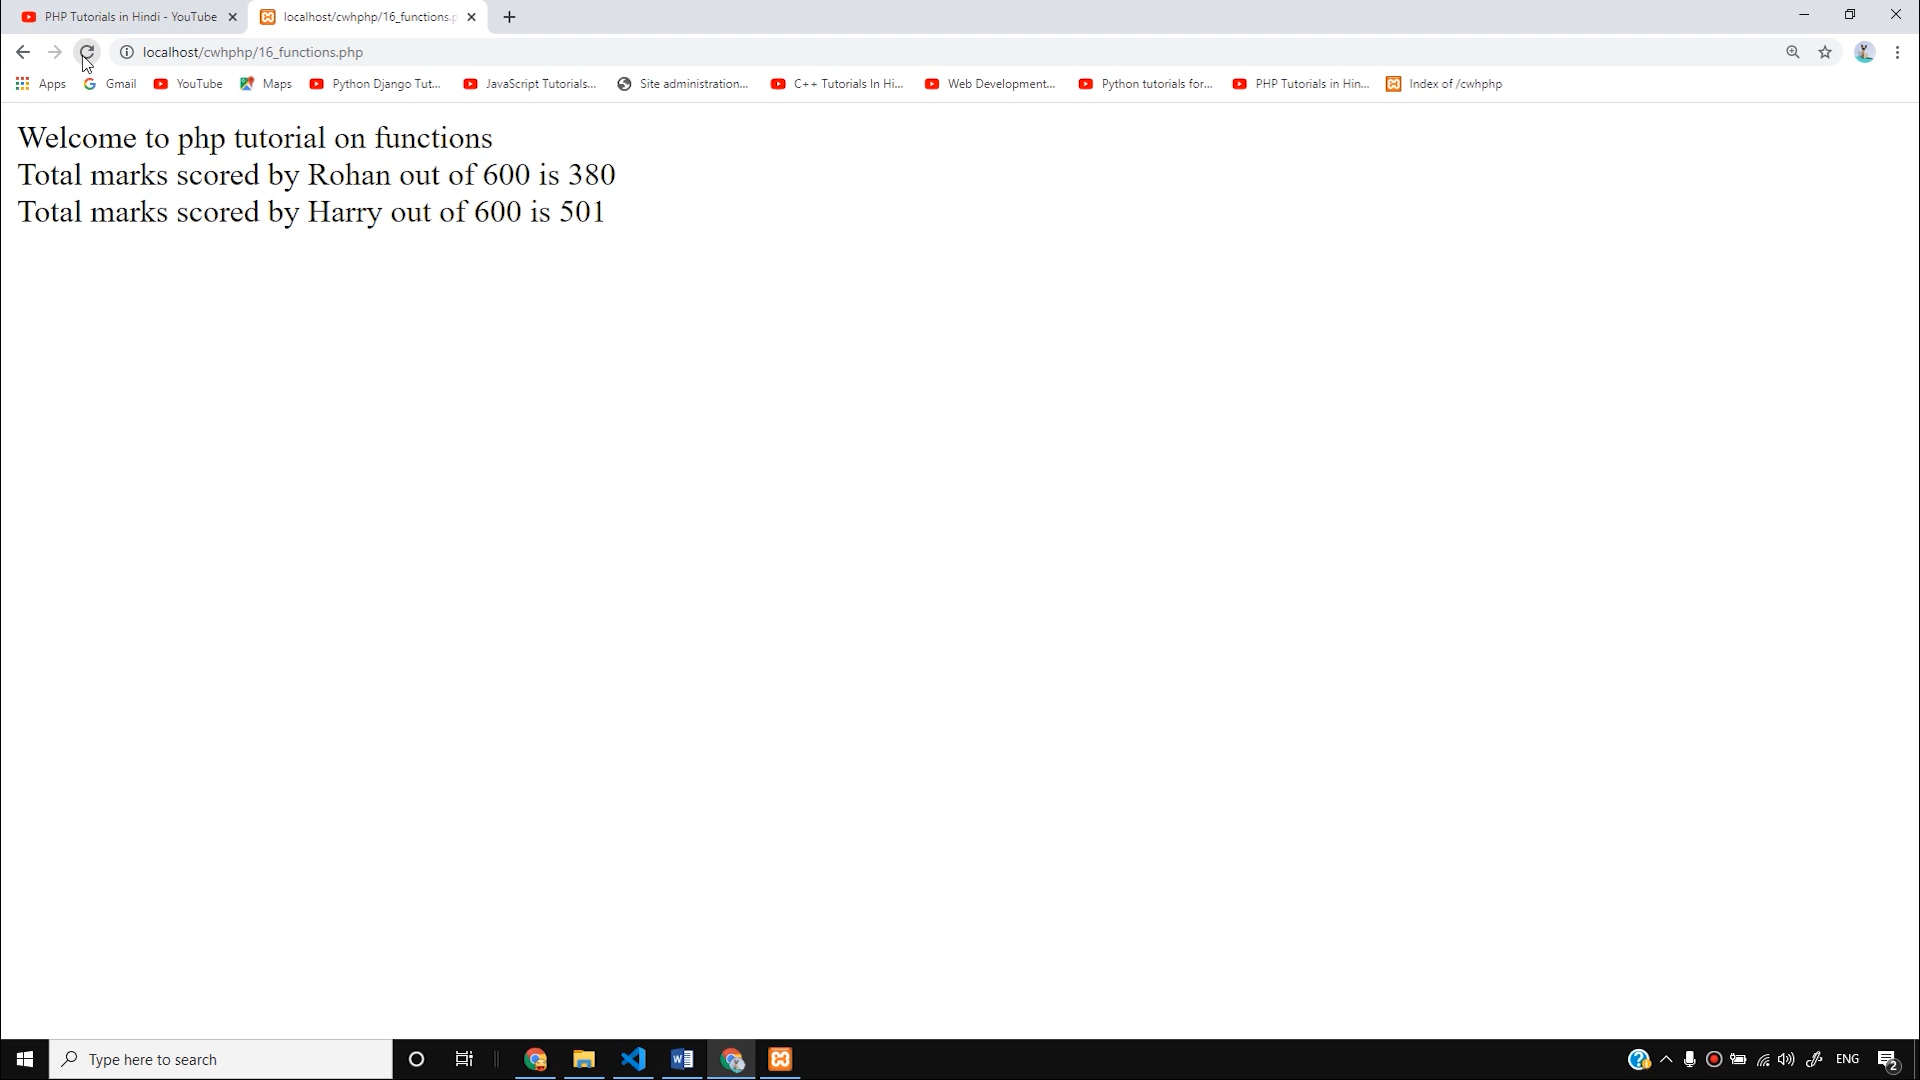 PHP Tutorials in Hindi - YouTube
localhost/cwhphp/16_functions.p
localhost/cwhphp/16_functions.php
Apps Gmail YouTube Maps Python Django Tut... JavaScript Tutorials... Site administration... C++ Tutorials In Hi... Web Development... Python tutorials for... PHP Tutorials in Hin... Index of /cwhphp
Welcome to php tutorial on functions
Total marks scored by Rohan out of 600 is 380
Total marks scored by Harry out of 600 is 501
Type here to search
ENG
2